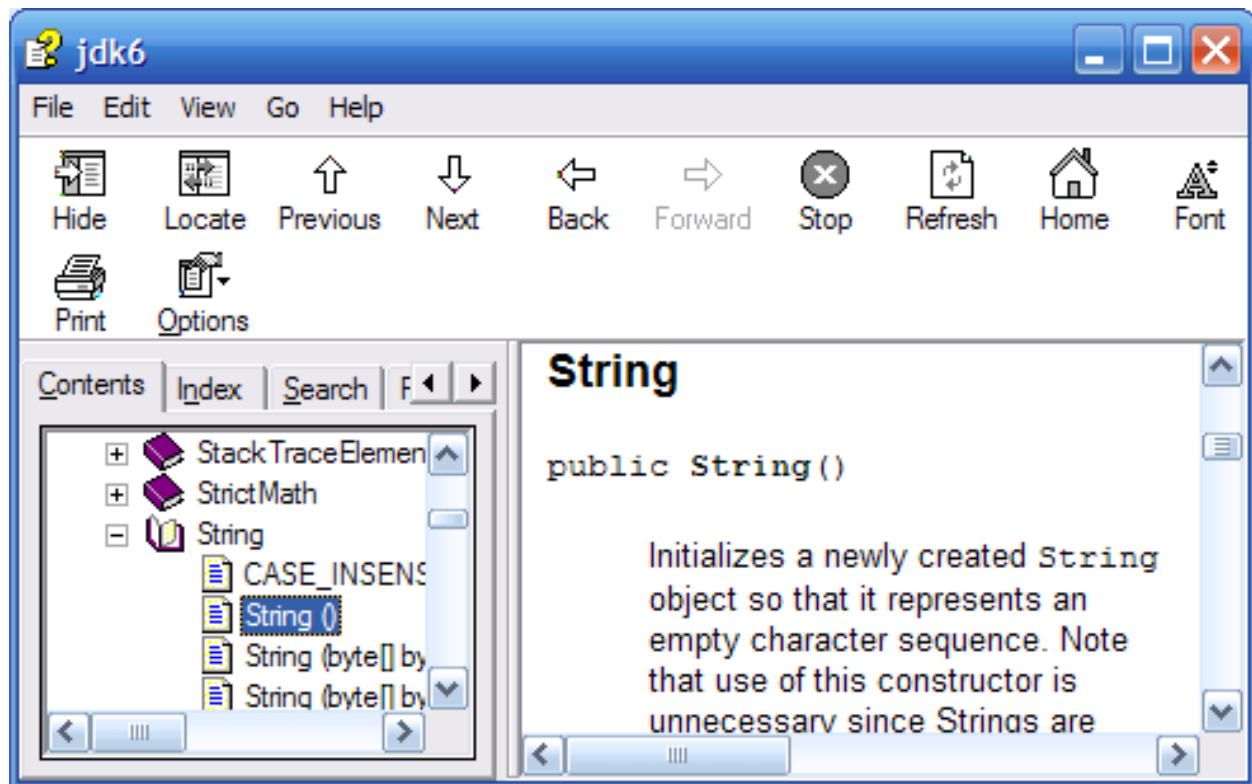 jdk6
File Edit View Go Help
Hide Locate Previous Next Back Forward Stop Refresh Home Font
Print Options
Contents Index Search
StackTraceElemen
StrictMath
String
CASE_INSENS
String ()
String (byte[] by
String (byte[] by
String
public String()
Initializes a newly created String
object so that it represents an
empty character sequence. Note
that use of this constructor is
unnecessary since Strings are